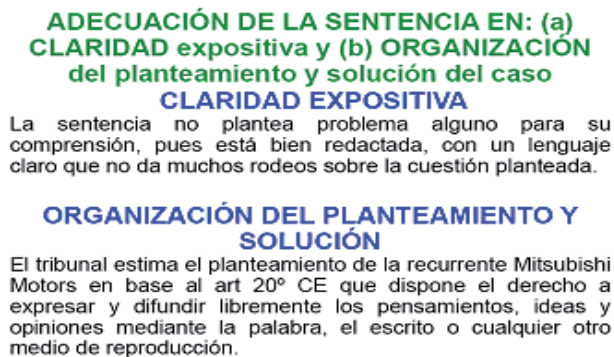 ADECUACIÓN DE LA SENTENCIA EN: (a)
CLARIDAD expositiva y (b) ORGANIZACIÓN
del planteamiento y solución del caso
CLARIDAD EXPOSITIVA
La sentencia no plantea problema alguno para su
comprensión, pues está bien redactada, con un lenguaje
claro que no da muchos rodeos sobre la cuestión planteada.
ORGANIZACIÓN DEL PLANTEAMIENTO Y
SOLUCIÓN
El tribunal estima el planteamiento de la recurrente Mitsubishi
Motors en base al art 20º CE que dispone el derecho a
expresar y difundir libremente los pensamientos, ideas y
opiniones mediante la palabra, el escrito o cualquier otro
medio de reproducción.